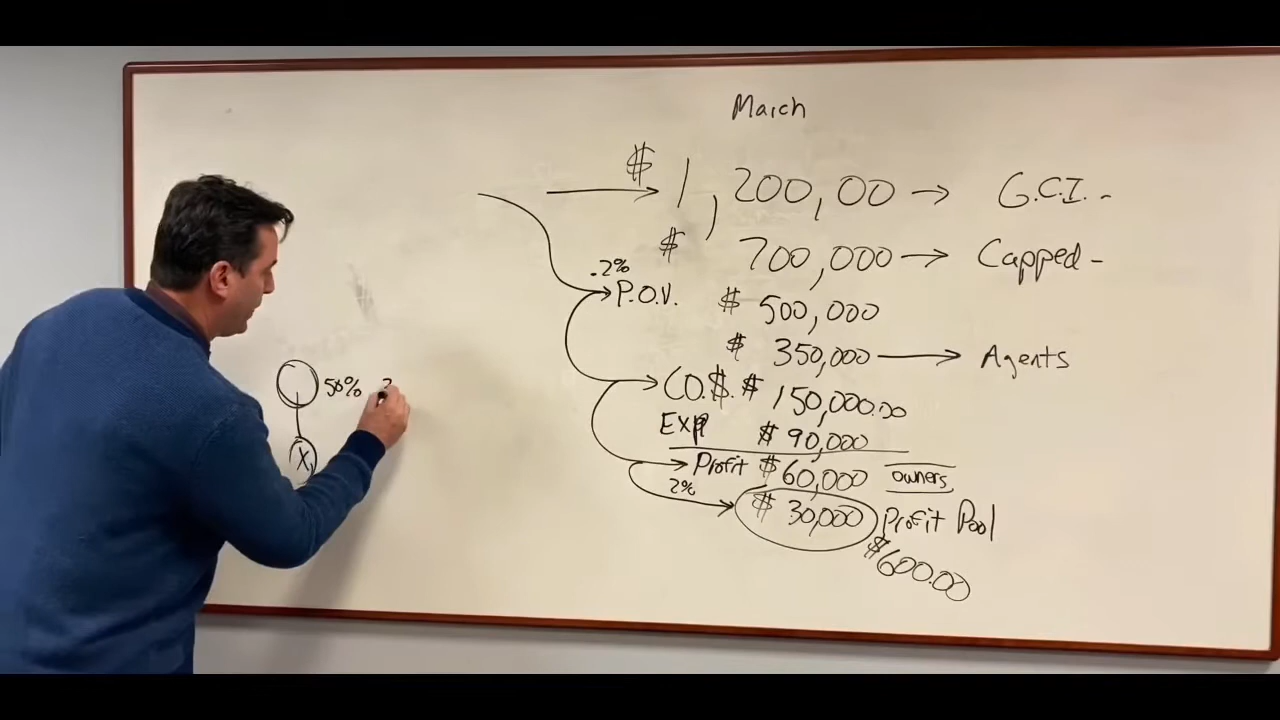 March
$ 1,200,00 → G.C.I. -
$ 700,000 → Capped -
.2%
P.O.V. $ 500,000
$ 350,000 → Agents
CO.$. $ 150,000.00
50%
EXP $ 90,000
X
Profit $ 60,000 owners
2%
$ 30,000 Profit Pool
$600.00